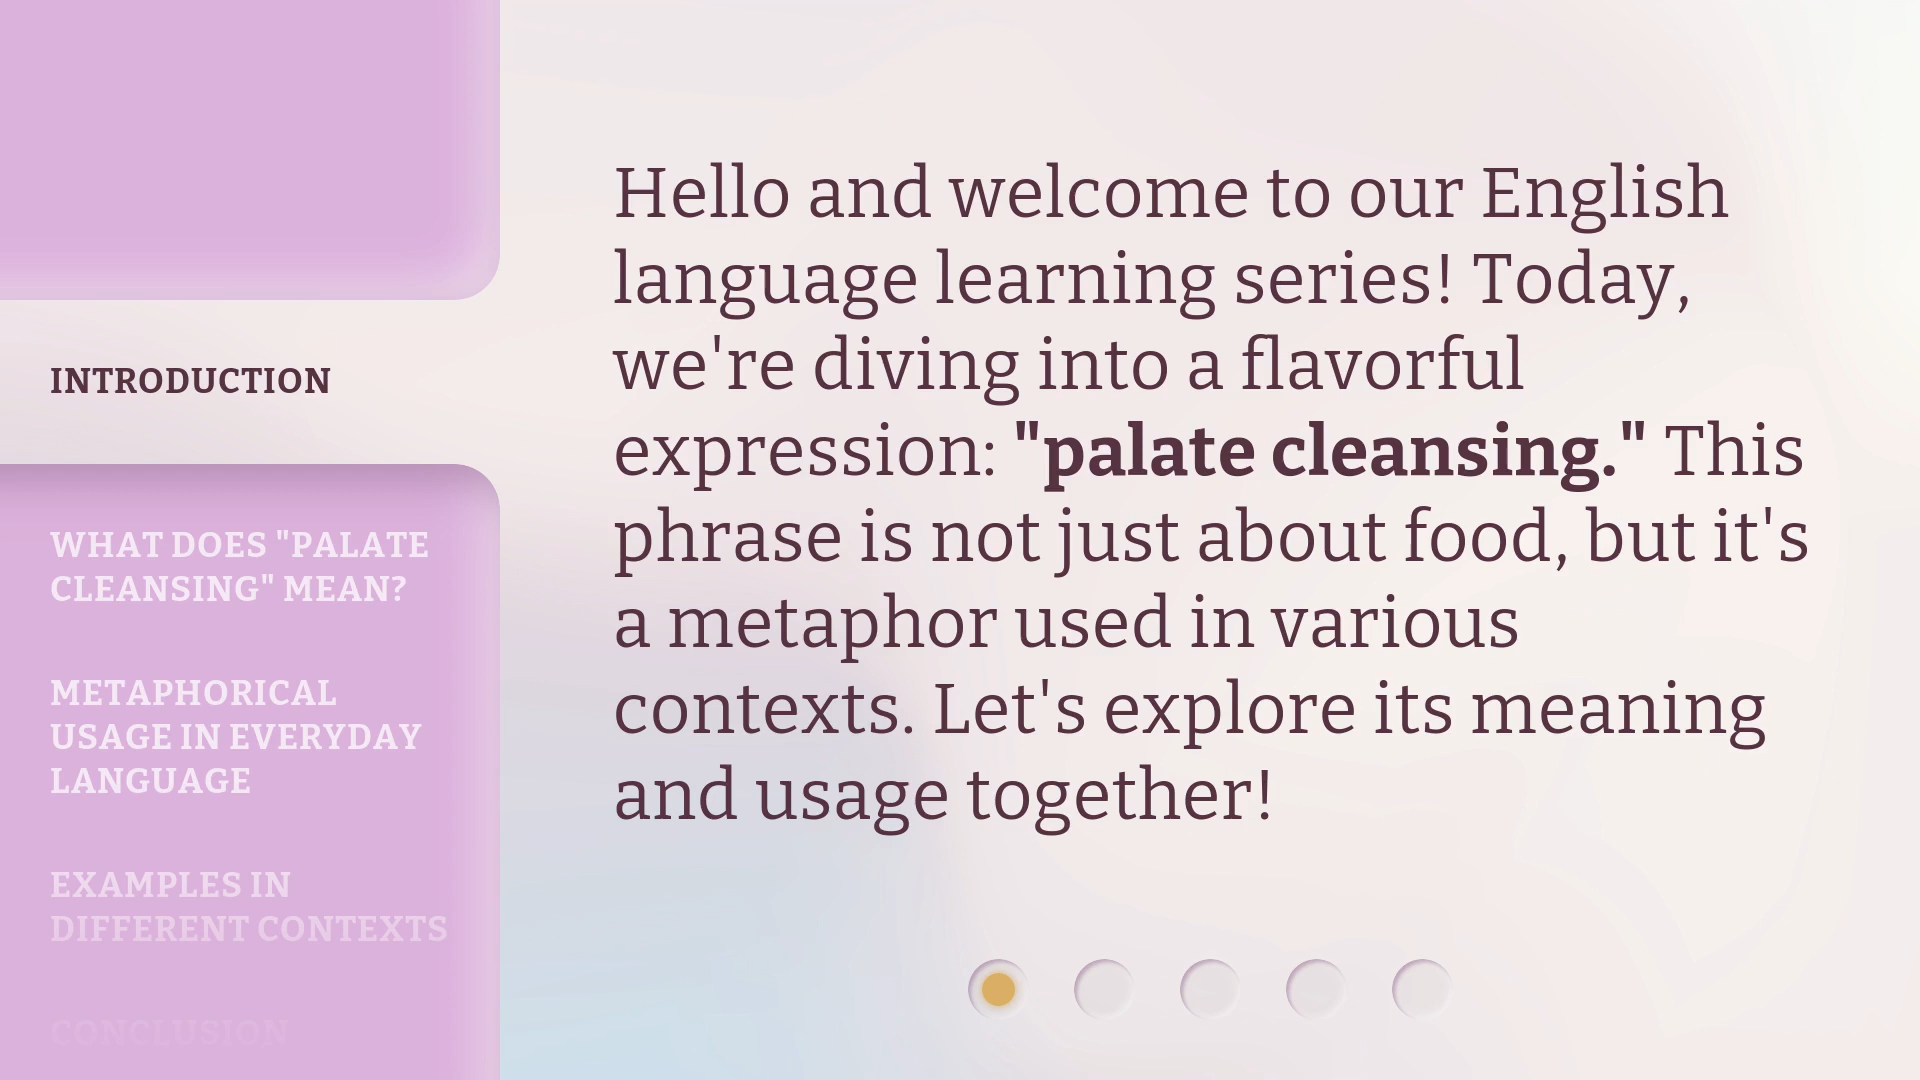 INTRODUCTION
WHAT DOES "PALATE
CLEANSING" MEAN?
METAPHORICAL
USAGE IN EVERYDAY
LANGUAGE
EXAMPLES IN
DIFFERENT CONTEXTS
CONCLUSION
Hello and welcome to our English
language learning series! Today,
we're diving into a flavorful
expression: "palate cleansing." This
phrase is not just about food, but it's
a metaphor used in various
contexts. Let's explore its meaning
and usage together!